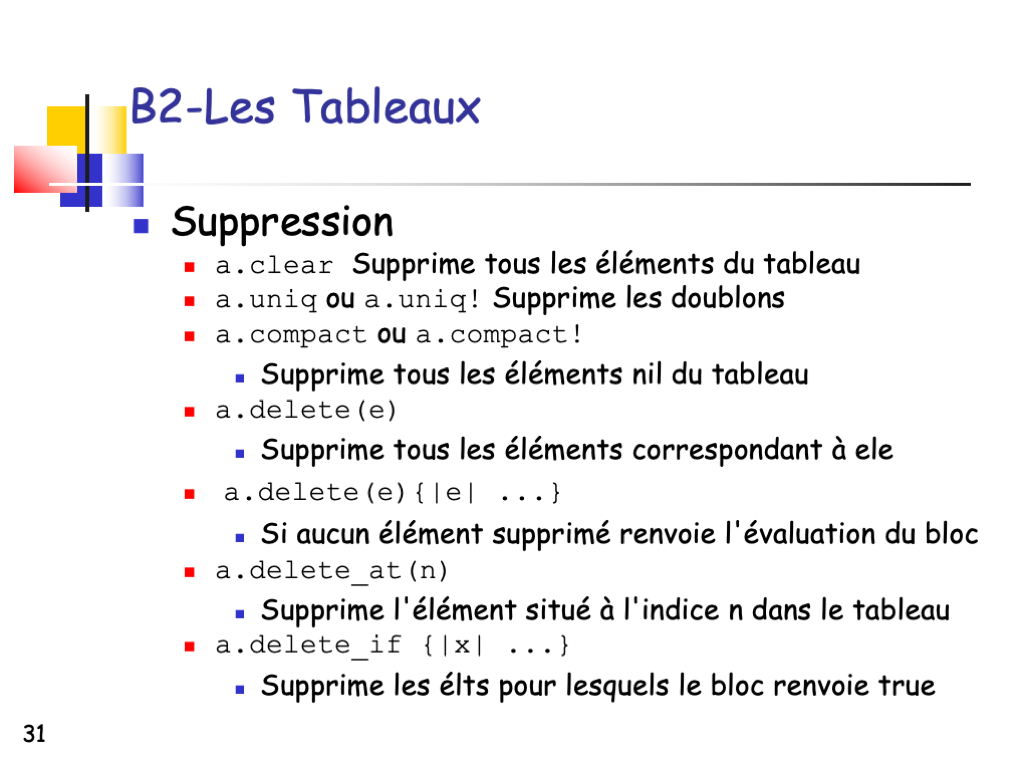 B2-Les Tableaux
Suppression
a.clear Supprime tous les éléments du tableau
a.uniq ou a.uniq! Supprime les doublons
a.compact ou a.compact!
Supprime tous les éléments nil du tableau
a.delete(e)
Supprime tous les éléments correspondant à ele
a.delete(e){|e| ...}
Si aucun élément supprimé renvoie l'évaluation du bloc
a.delete_at(n)
Supprime l'élément situé à l'indice n dans le tableau
a.delete_if {|x| ...}
Supprime les élts pour lesquels le bloc renvoie true
31